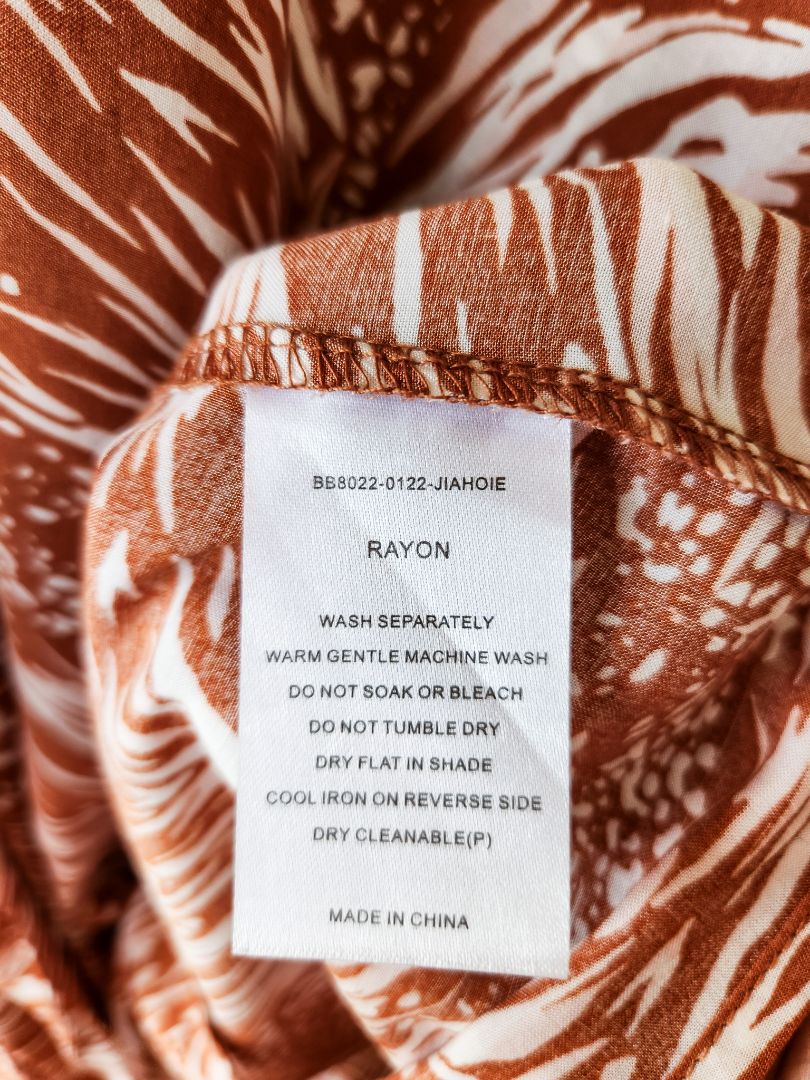 BB8022-0122-JIAHOIE
RAYON
WASH SEPARATELY
WARM GENTLE MACHINE WASH
DO NOT SOAK OR BLEACH
DO NOT TUMBLE DRY
DRY FLAT IN SHADE
COOL IRON ON REVERSE SIDE
DRY CLEANABLE(P)
MADE IN CHINA